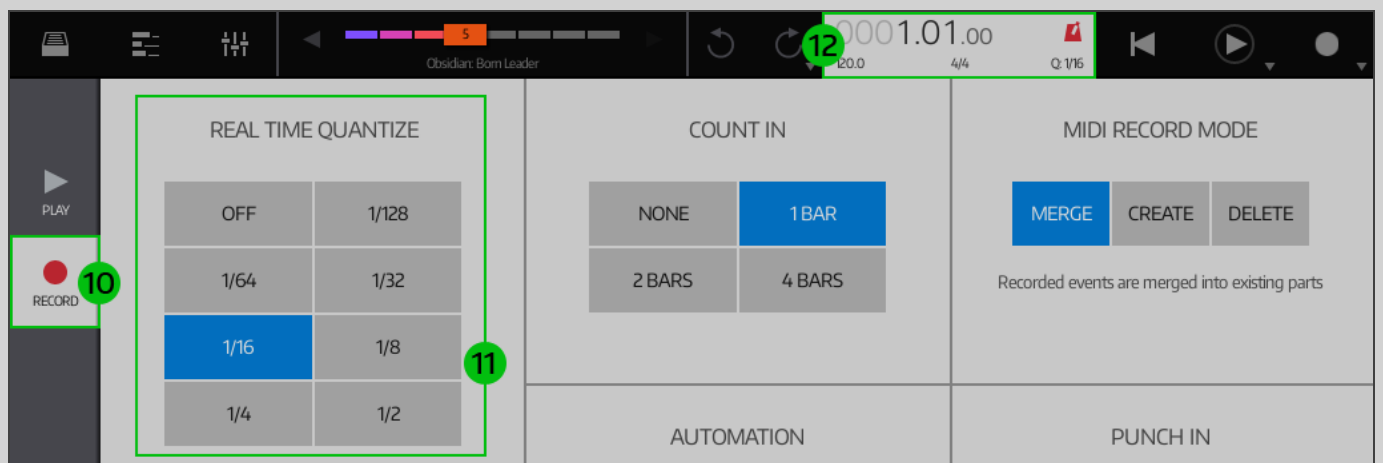 5
Obsidian: Born Leader
12
0001.01.00
120.0 4/4 Q: 1/16
PLAY
10
RECORD
REAL TIME QUANTIZE
OFF 1/128
1/64 1/32
1/16 1/8
1/4 1/2
11
COUNT IN
NONE 1 BAR
2 BARS 4 BARS
MIDI RECORD MODE
MERGE CREATE DELETE
Recorded events are merged into existing parts
AUTOMATION
PUNCH IN